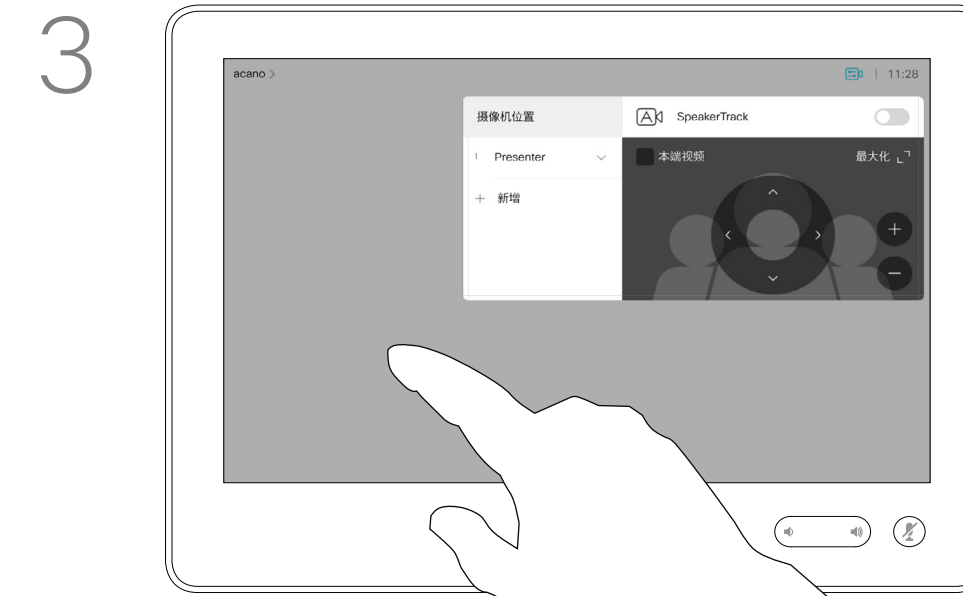 3
acano >
11:28
摄像机位置
SpeakerTrack
1 Presenter
本端视频
最大化
+ 新增